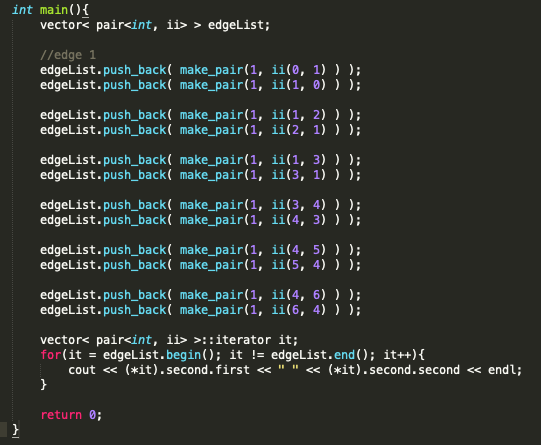 int main(){
    vector< pair<int, ii> > edgeList;

    //edge 1
    edgeList.push_back( make_pair(1, ii(0, 1) ) );
    edgeList.push_back( make_pair(1, ii(1, 0) ) );

    edgeList.push_back( make_pair(1, ii(1, 2) ) );
    edgeList.push_back( make_pair(1, ii(2, 1) ) );

    edgeList.push_back( make_pair(1, ii(1, 3) ) );
    edgeList.push_back( make_pair(1, ii(3, 1) ) );

    edgeList.push_back( make_pair(1, ii(3, 4) ) );
    edgeList.push_back( make_pair(1, ii(4, 3) ) );

    edgeList.push_back( make_pair(1, ii(4, 5) ) );
    edgeList.push_back( make_pair(1, ii(5, 4) ) );

    edgeList.push_back( make_pair(1, ii(4, 6) ) );
    edgeList.push_back( make_pair(1, ii(6, 4) ) );

    vector< pair<int, ii> >::iterator it;
    for(it = edgeList.begin(); it != edgeList.end(); it++){
        cout << (*it).second.first << " " << (*it).second.second << endl;
    }

    return 0;
}